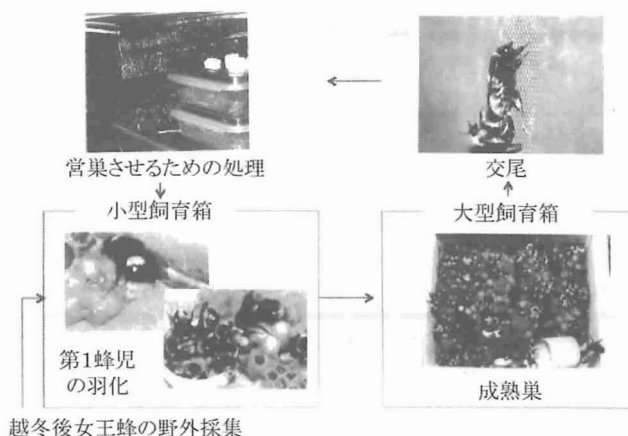 営巣させるための処理
交尾
小型飼育箱
大型飼育箱
第1蜂児
の羽化
成熟巣
越冬後女王蜂の野外採集